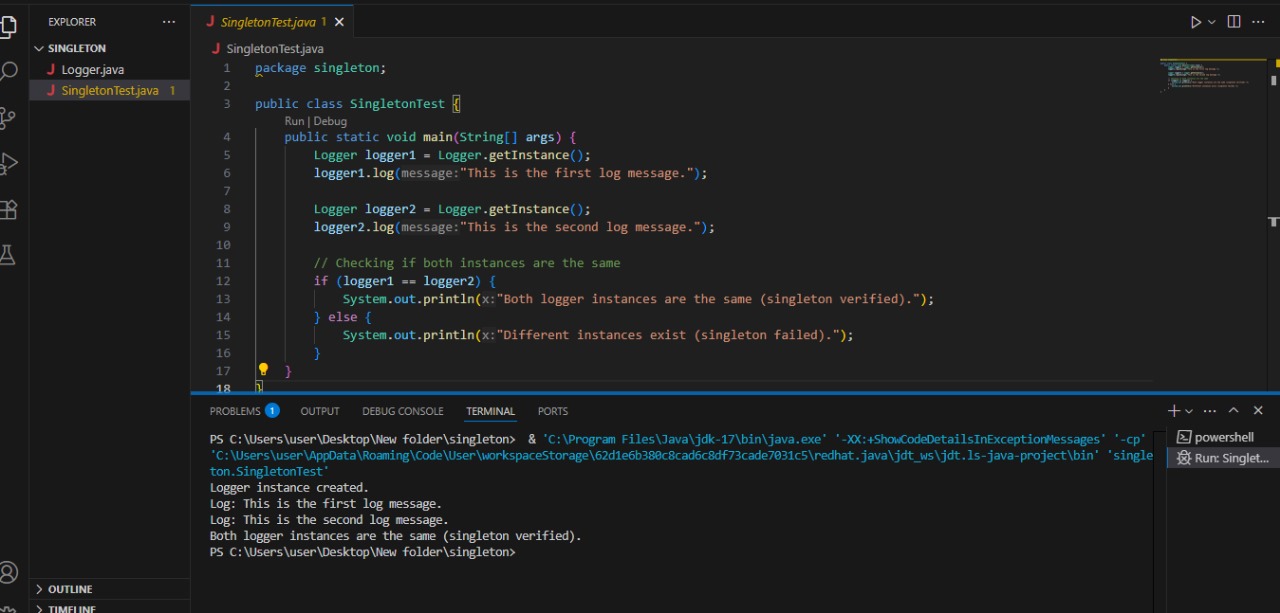 EXPLORER ...
SINGLETON
J Logger.java
J SingletonTest.java 1
J SingletonTest.java 1 ×
J SingletonTest.java
1 package singleton;
2
3 public class SingletonTest {
Run | Debug
4 public static void main(String[] args) {
5 Logger logger1 = Logger.getInstance();
6 logger1.log(message:"This is the first log message.");
7
8 Logger logger2 = Logger.getInstance();
9 logger2.log(message:"This is the second log message.");
10
11 // Checking if both instances are the same
12 if (logger1 == logger2) {
13 System.out.println(x:"Both logger instances are the same (singleton verified).");
14 } else {
15 System.out.println(x:"Different instances exist (singleton failed).");
16 }
17 }
18 }
PROBLEMS 1 OUTPUT DEBUG CONSOLE TERMINAL PORTS
PS C:\Users\user\Desktop\New folder\singleton> & 'C:\Program Files\Java\jdk-17\bin\java.exe' '-XX:+ShowCodeDetailsInExceptionMessages' '-cp'
'C:\Users\user\AppData\Roaming\Code\User\workspaceStorage\62d1e6b380c8cad6c8df73cade7031c5\redhat.java\jdt_ws\jdt.ls-java-project\bin' 'single
ton.SingletonTest'
Logger instance created.
Log: This is the first log message.
Log: This is the second log message.
Both logger instances are the same (singleton verified).
PS C:\Users\user\Desktop\New folder\singleton>
powershell
Run: Singlet...
OUTLINE
TIMELINE